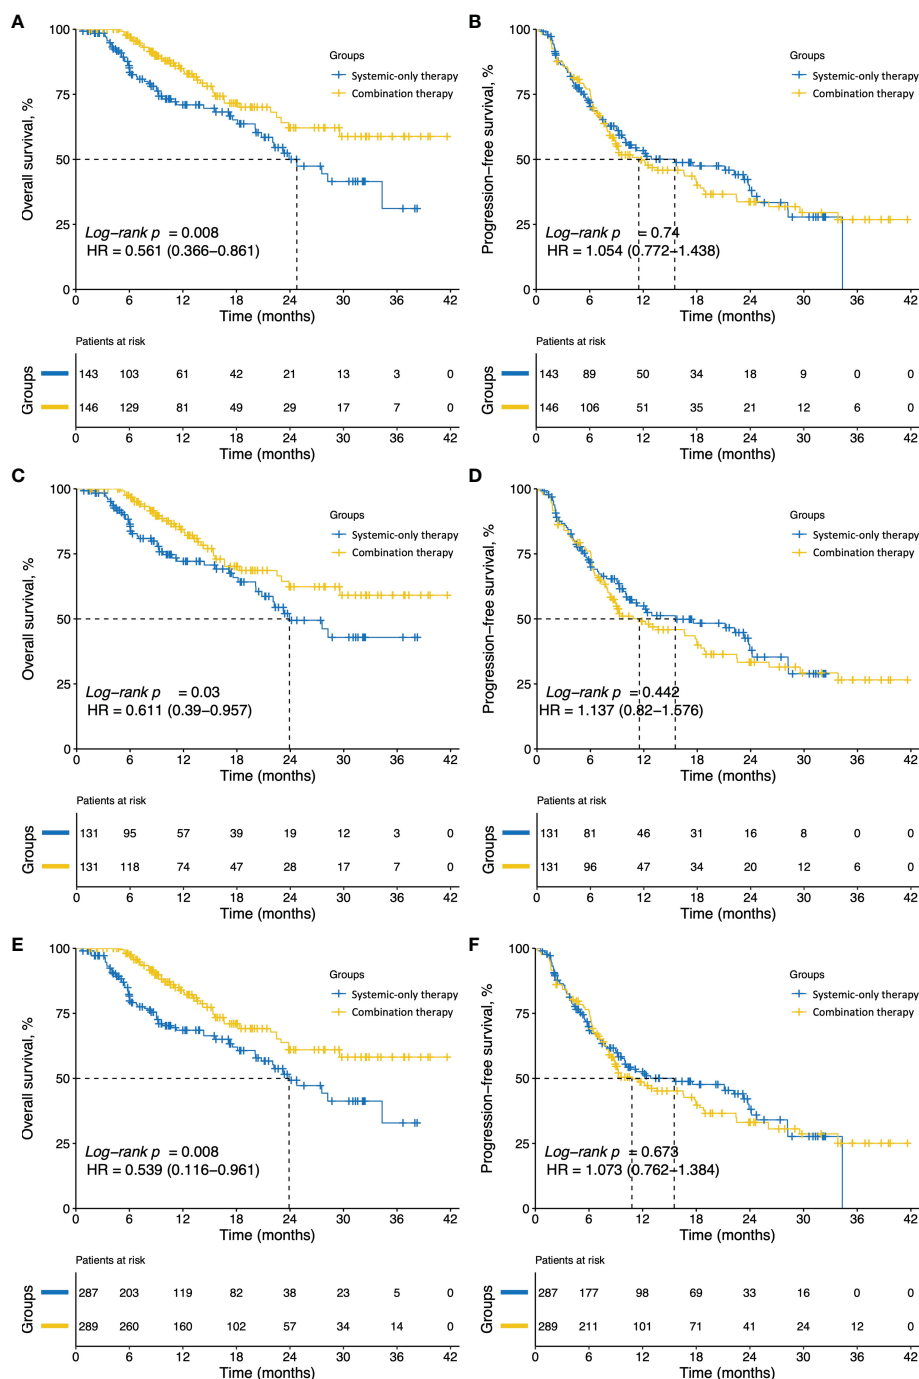 A
Overall survival, %
100
75
50
25
0
Groups
Systemic-only therapy
Combination therapy
Log-rank p = 0.008
HR = 0.561 (0.366–0.861)
0 6 12 18 24 30 36 42
Time (months)
Patients at risk
Groups
143 103 61 42 21 13 3 0
146 129 81 49 29 17 7 0
0 6 12 18 24 30 36 42
Time (months)
B
Progression-free survival, %
100
75
50
25
0
Groups
Systemic-only therapy
Combination therapy
Log-rank p = 0.74
HR = 1.054 (0.772–1.438)
0 6 12 18 24 30 36 42
Time (months)
Patients at risk
143 89 50 34 18 9 0 0
146 106 51 35 21 12 6 0
0 6 12 18 24 30 36 42
Time (months)
C
Overall survival, %
100
75
50
25
0
Groups
Systemic-only therapy
Combination therapy
Log-rank p = 0.03
HR = 0.611 (0.39–0.957)
0 6 12 18 24 30 36 42
Time (months)
Patients at risk
Groups
131 95 57 39 19 12 3 0
131 118 74 47 28 17 7 0
0 6 12 18 24 30 36 42
Time (months)
D
Progression-free survival, %
100
75
50
25
0
Groups
Systemic-only therapy
Combination therapy
Log-rank p = 0.442
HR = 1.137 (0.82–1.576)
0 6 12 18 24 30 36 42
Time (months)
Patients at risk
Groups
131 81 46 31 16 8 0 0
131 96 47 34 20 12 6 0
0 6 12 18 24 30 36 42
Time (months)
E
Overall survival, %
100
75
50
25
0
Groups
Systemic-only therapy
Combination therapy
Log-rank p = 0.008
HR = 0.539 (0.116–0.961)
0 6 12 18 24 30 36 42
Time (months)
Patients at risk
Groups
287 203 119 82 38 23 5 0
289 260 160 102 57 34 14 0
0 6 12 18 24 30 36 42
Time (months)
F
Progression-free survival, %
100
75
50
25
0
Groups
Systemic-only therapy
Combination therapy
Log-rank p = 0.673
HR = 1.073 (0.762–1.384)
0 6 12 18 24 30 36 42
Time (months)
Patients at risk
Groups
287 177 98 69 33 16 0 0
289 211 101 71 41 24 12 0
0 6 12 18 24 30 36 42
Time (months)